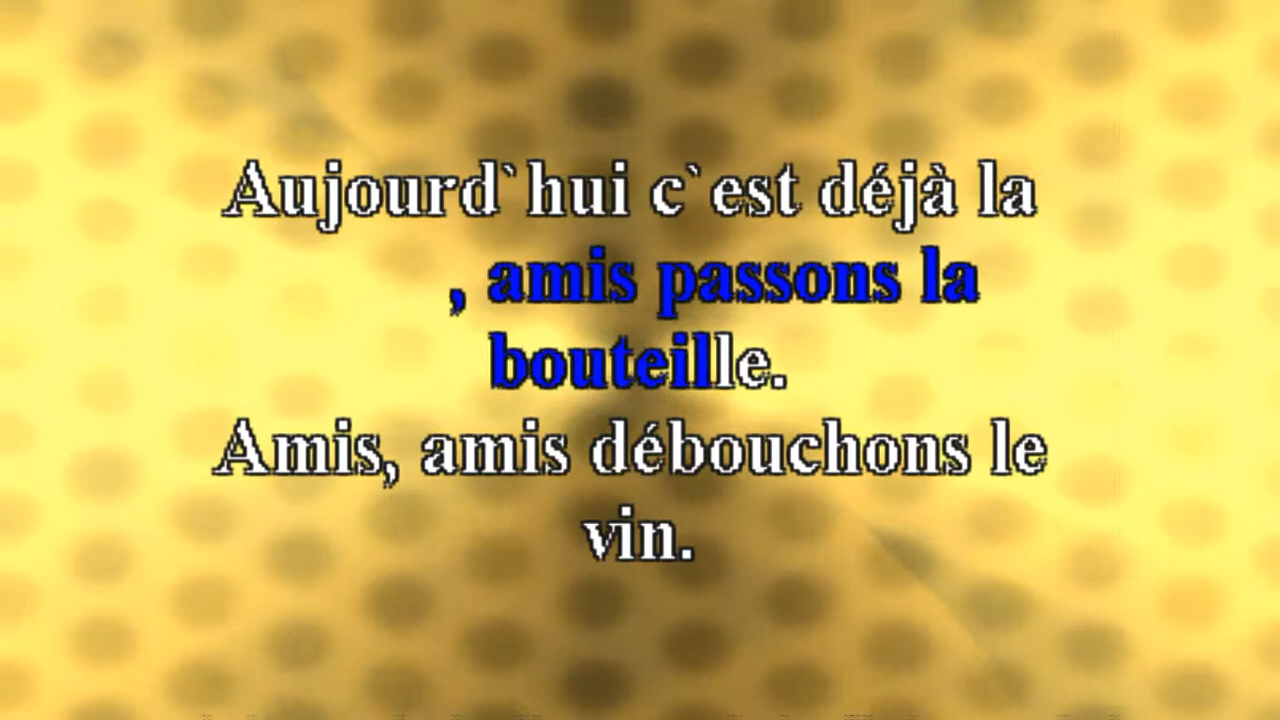 Aujourd`hui c`est déjà la
, amis passons la
bouteille.
Amis, amis débouchons le
vin.